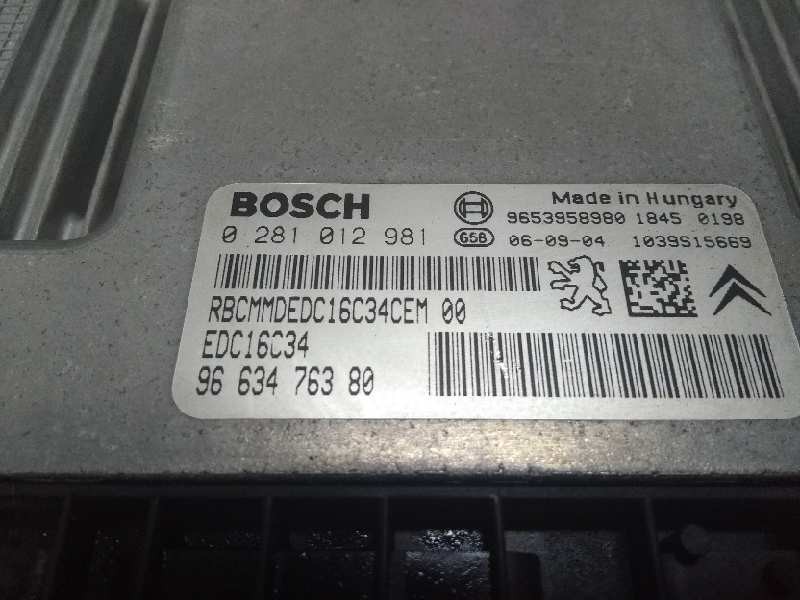 BOSCH
Made in Hungary
9653958980 1845 0198
0 281 012 981
GSB 06-09-04 1039S15669
RBCMMDEDC16C34CEM 00
EDC16C34
96 634 763 80